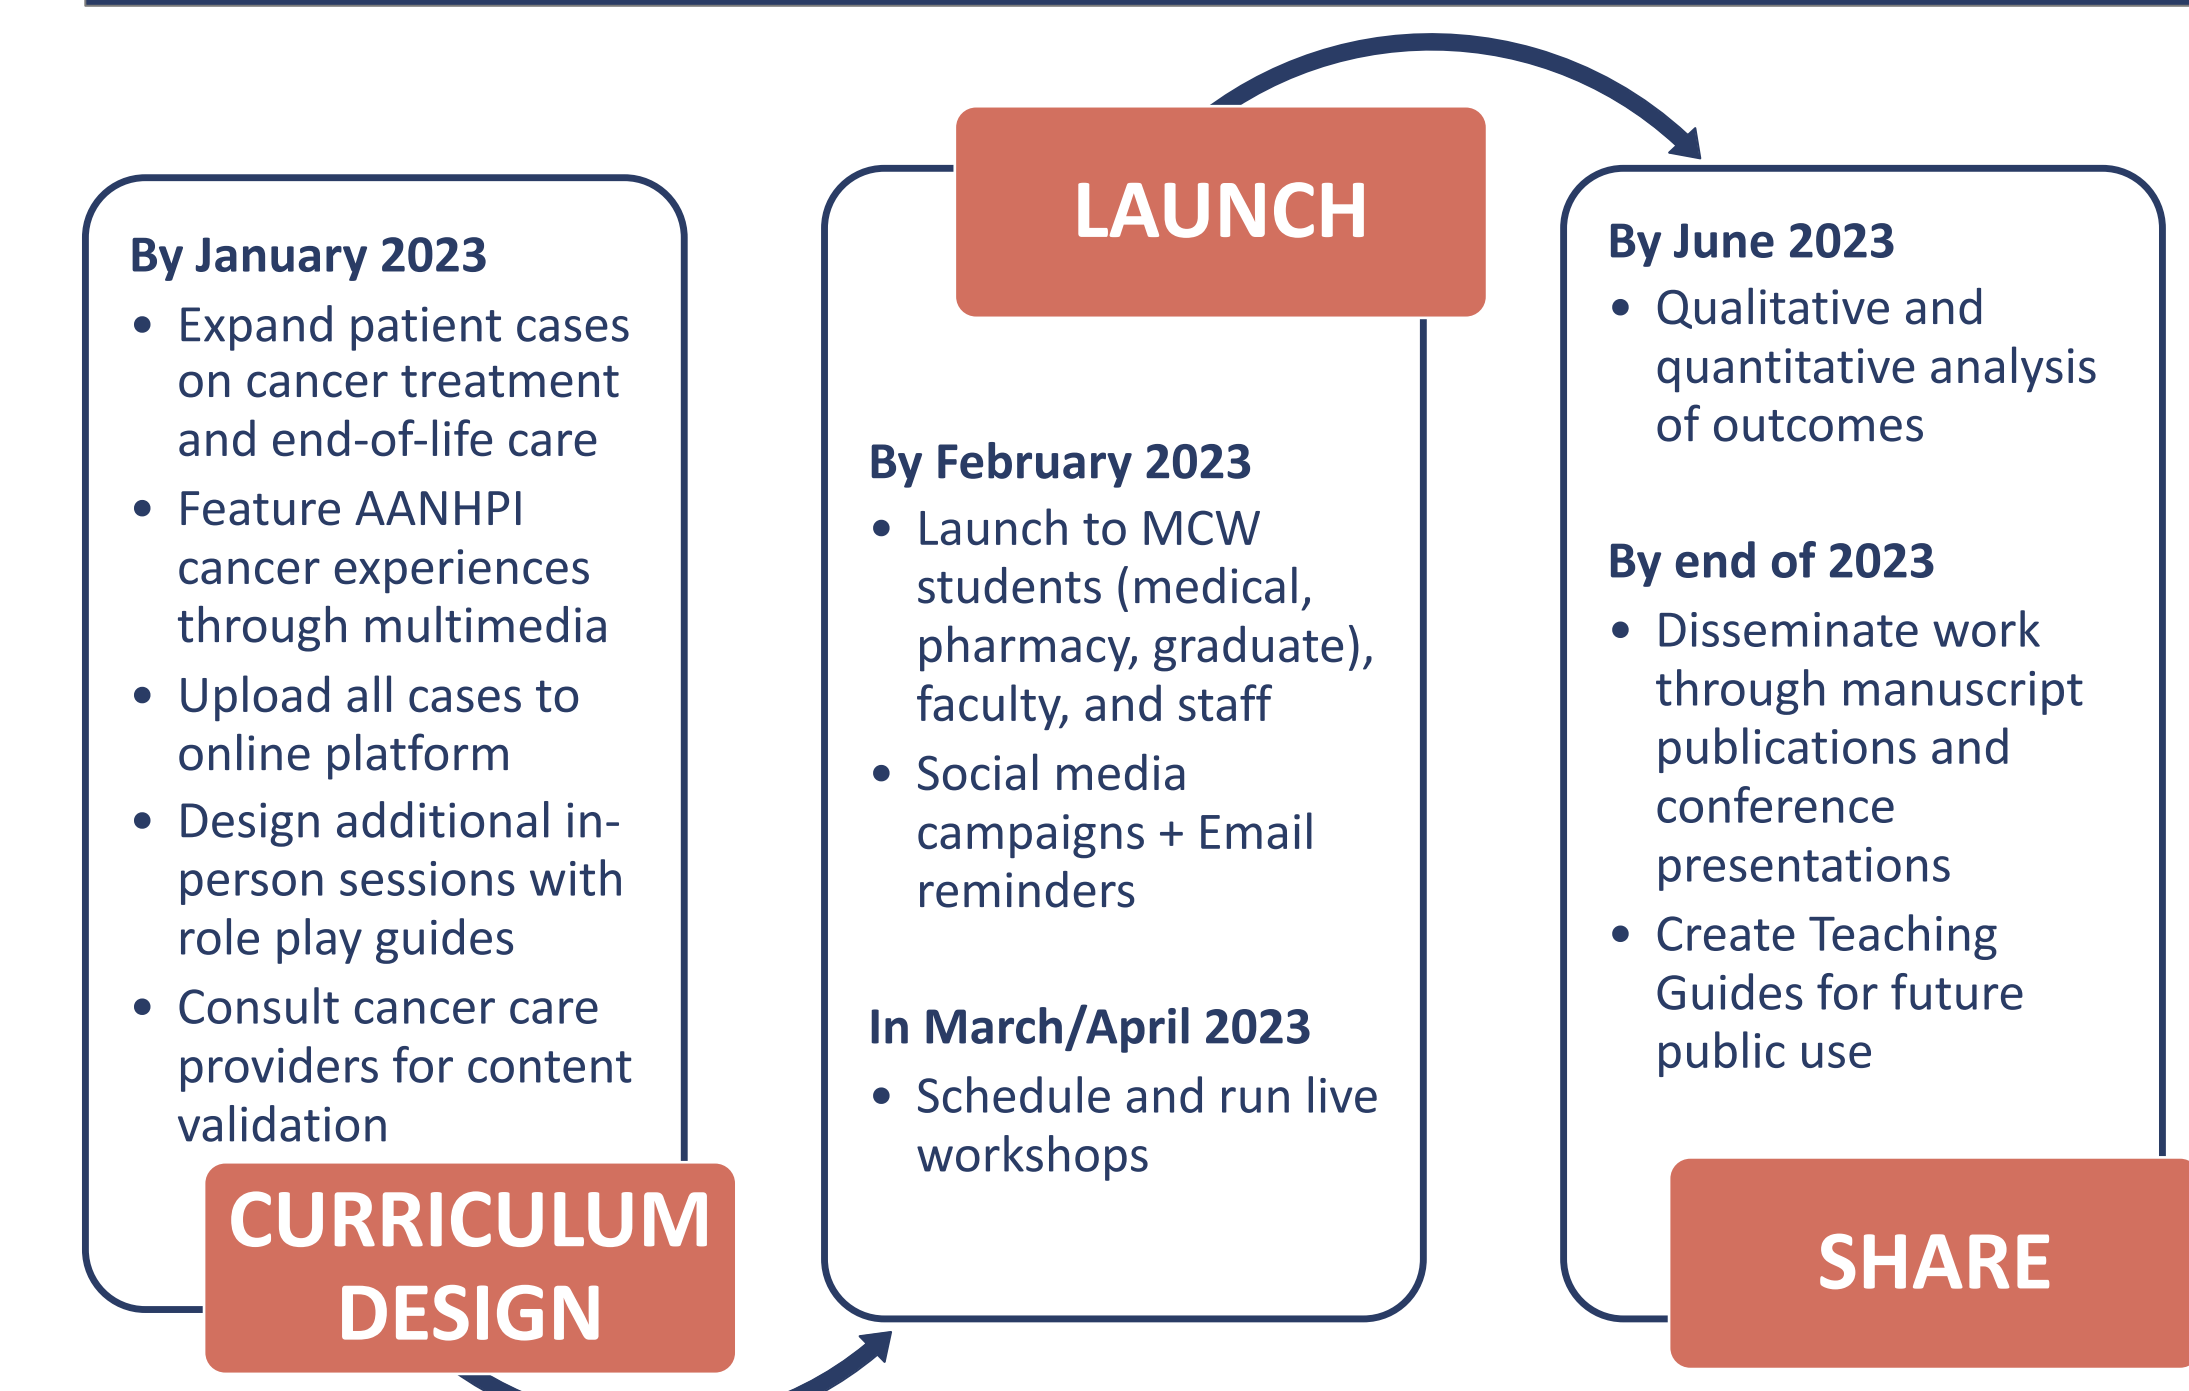 By January 2023
• Expand patient cases
on cancer treatment
and end-of-life care
• Feature AANHPI
cancer experiences
through multimedia
• Upload all cases to
online platform
• Design additional in-
person sessions with
role play guides
• Consult cancer care
providers for content
validation
CURRICULUM
DESIGN
LAUNCH
By February 2023
• Launch to MCW
students (medical,
pharmacy, graduate),
faculty, and staff
• Social media
campaigns + Email
reminders
In March/April 2023
• Schedule and run live
workshops
By June 2023
• Qualitative and
quantitative analysis
of outcomes
By end of 2023
• Disseminate work
through manuscript
publications and
conference
presentations
• Create Teaching
Guides for future
public use
SHARE